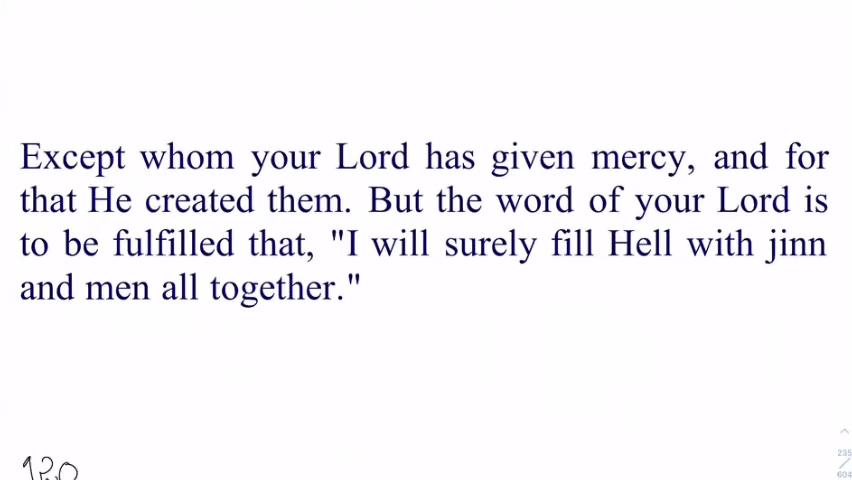 Except whom your Lord has given mercy, and for
that He created them. But the word of your Lord is
to be fulfilled that, "I will surely fill Hell with jinn
and men all together."
120
235
/
604